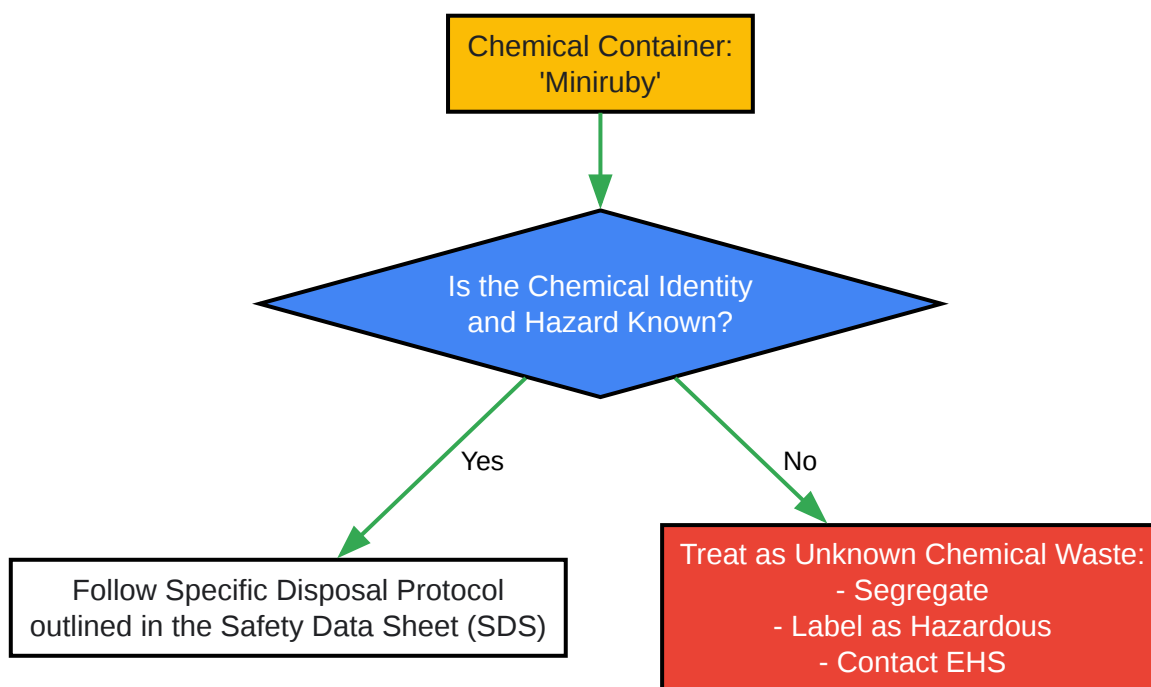 Chemical Container:
'Miniruby'
Is the Chemical Identity
and Hazard Known?
Yes
No
Follow Specific Disposal Protocol
outlined in the Safety Data Sheet (SDS)
Treat as Unknown Chemical Waste:
- Segregate
- Label as Hazardous
- Contact EHS